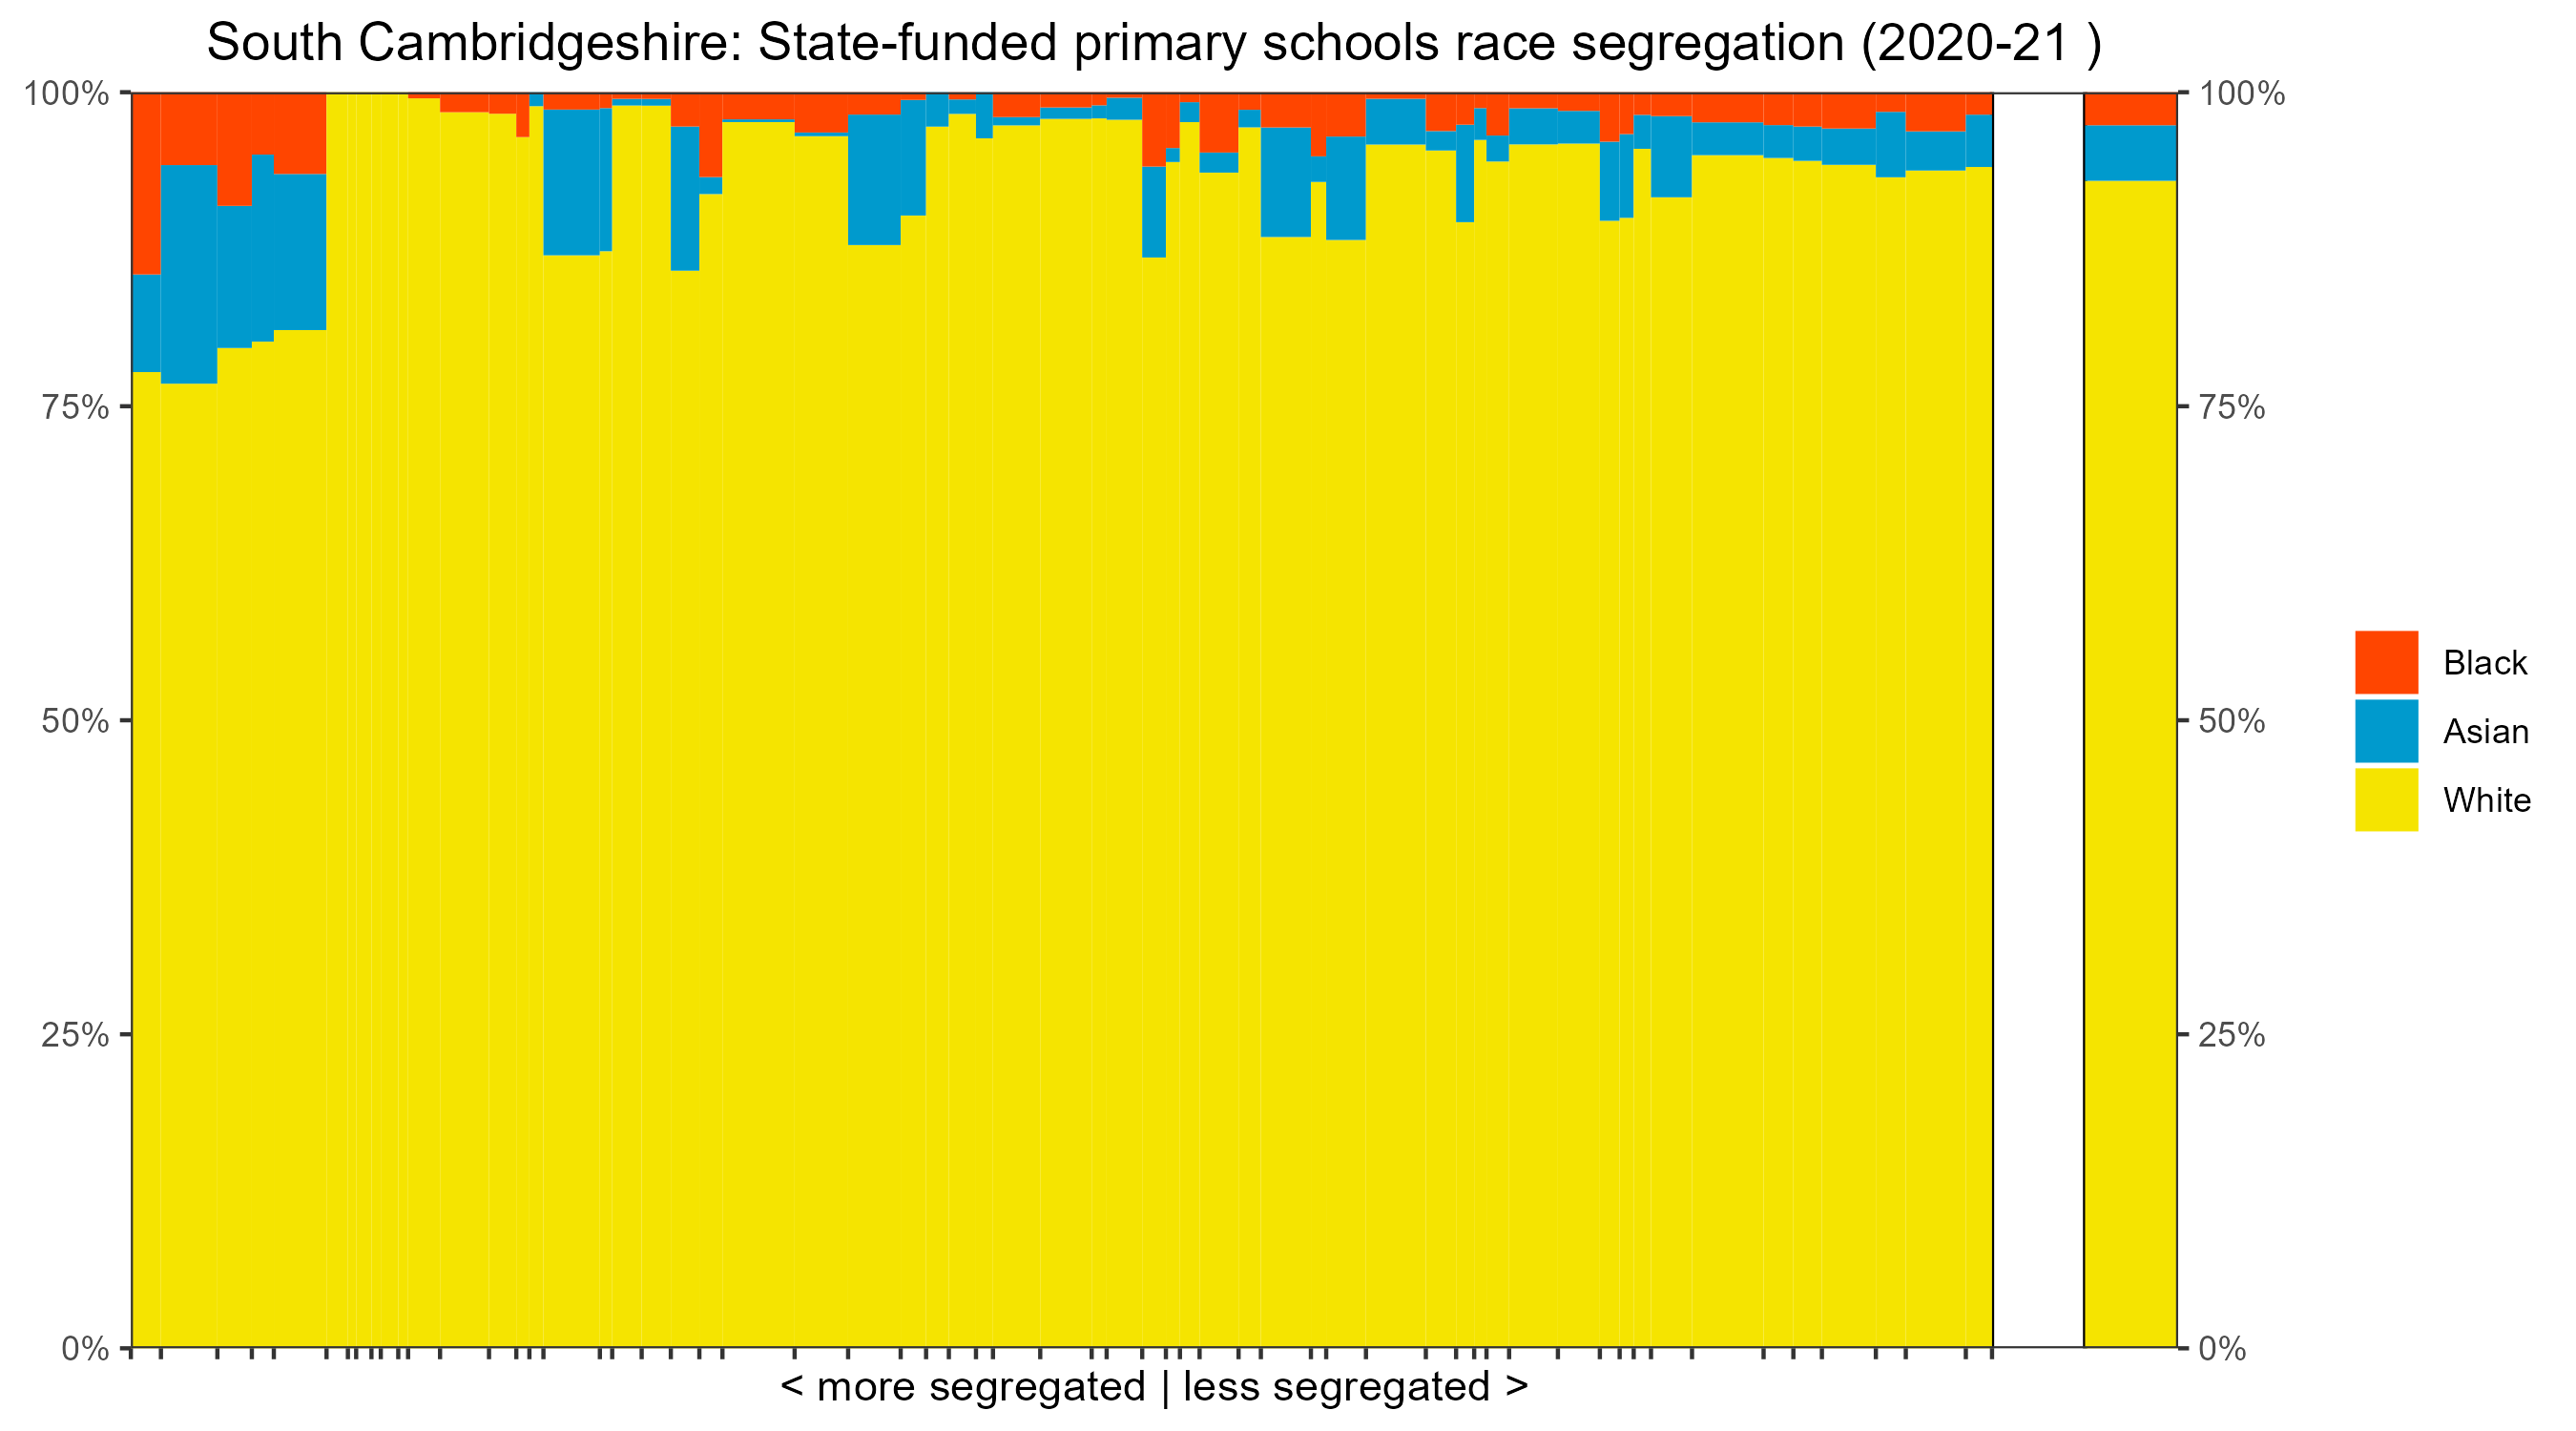 South Cambridgeshire: State-funded primary schools race segregation (2020-21 )
100%
75%
50%
25%
0%
100%
75%
50%
25%
0%
Black
Asian
White
< more segregated | less segregated >